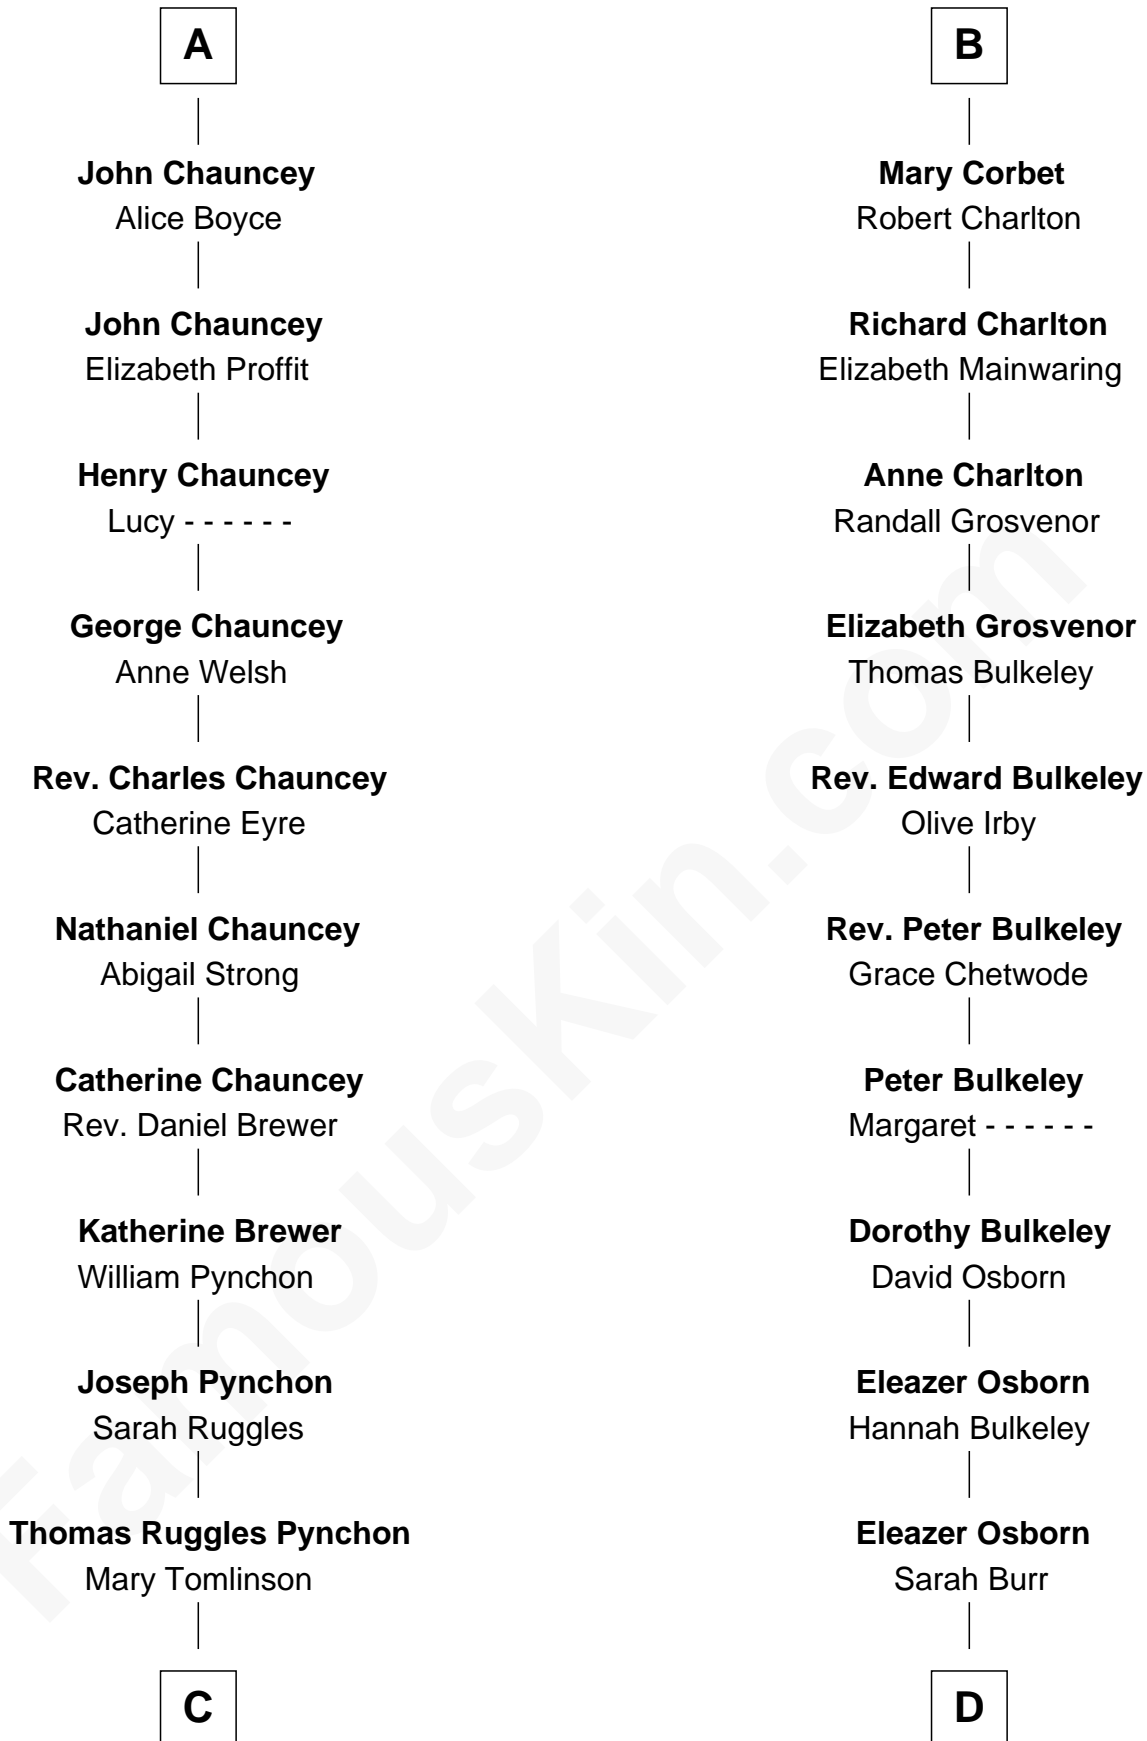 A
John Chauncey
Alice Boyce
John Chauncey
Elizabeth Proffit
Henry Chauncey
Lucy - - - - - -
George Chauncey
Anne Welsh
Rev. Charles Chauncey
Catherine Eyre
Nathaniel Chauncey
Abigail Strong
Catherine Chauncey
Rev. Daniel Brewer
Katherine Brewer
William Pynchon
Joseph Pynchon
Sarah Ruggles
Thomas Ruggles Pynchon
Mary Tomlinson
C
B
Mary Corbet
Robert Charlton
Richard Charlton
Elizabeth Mainwaring
Anne Charlton
Randall Grosvenor
Elizabeth Grosvenor
Thomas Bulkeley
Rev. Edward Bulkeley
Olive Irby
Rev. Peter Bulkeley
Grace Chetwode
Peter Bulkeley
Margaret - - - - - -
Dorothy Bulkeley
David Osborn
Eleazer Osborn
Hannah Bulkeley
Eleazer Osborn
Sarah Burr
D
FamousKin.com